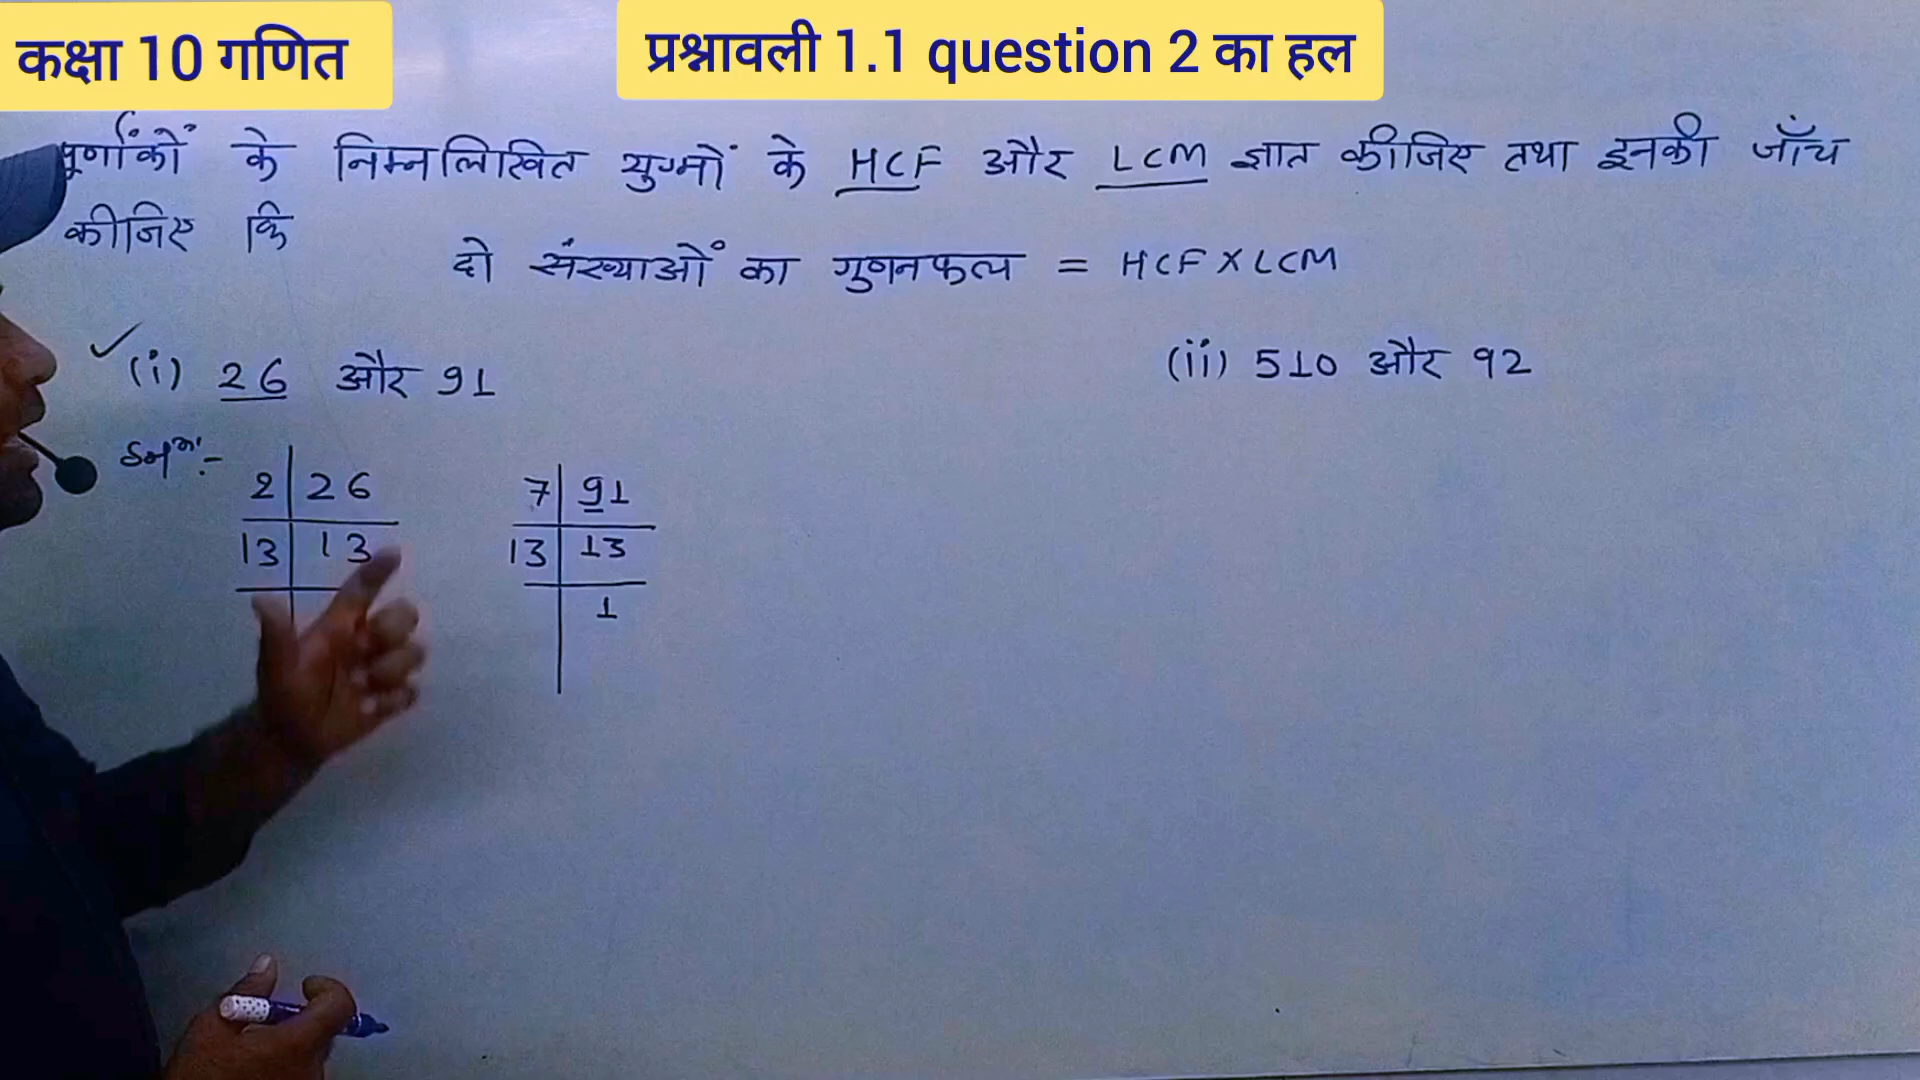 कक्षा 10 गणित
प्रश्नावली 1.1 question 2 का हल
पूर्णांकों के निम्नलिखित युग्मों के HCF और LCM ज्ञात कीजिए तथा इनकी जाँच
कीजिए कि
दो संख्याओं का गुणनफल = HCF X LCM
(i) 26 और 91
(ii) 510 और 92
Solⁿ:-
2 | 26
13 | 13
7 | 91
13 | 13
1